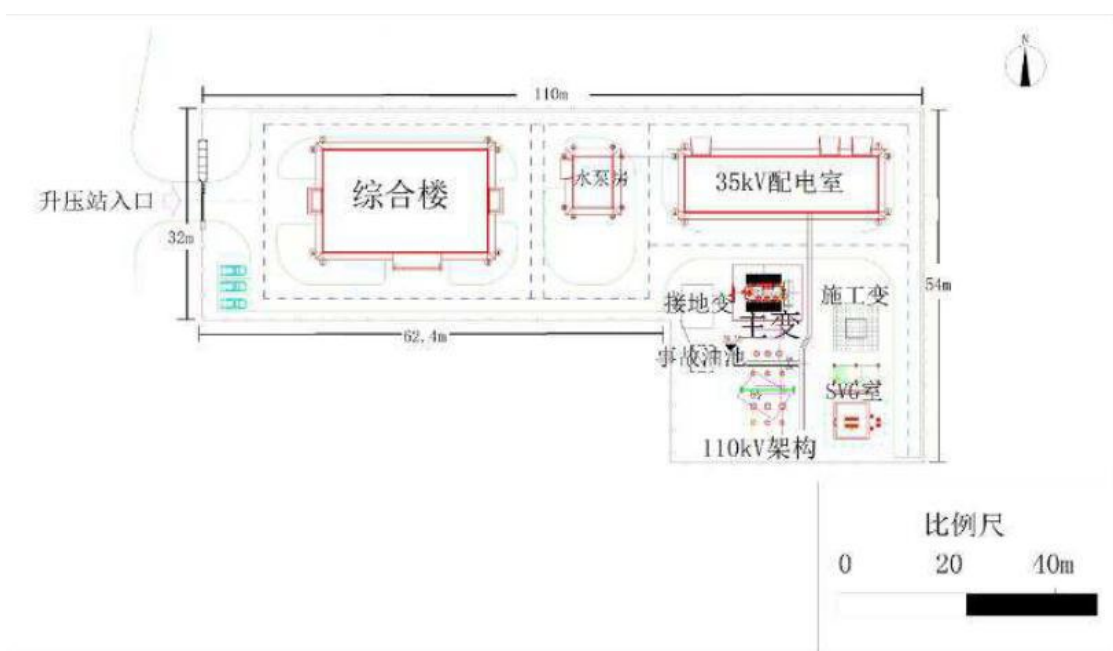 N
110m
综合楼
水泵房
35kV配电室
升压站入口
32m
54m
接地变
施工变
主变
62.4m
事故油池
SVG室
110kV架构
比例尺
0 20 40m